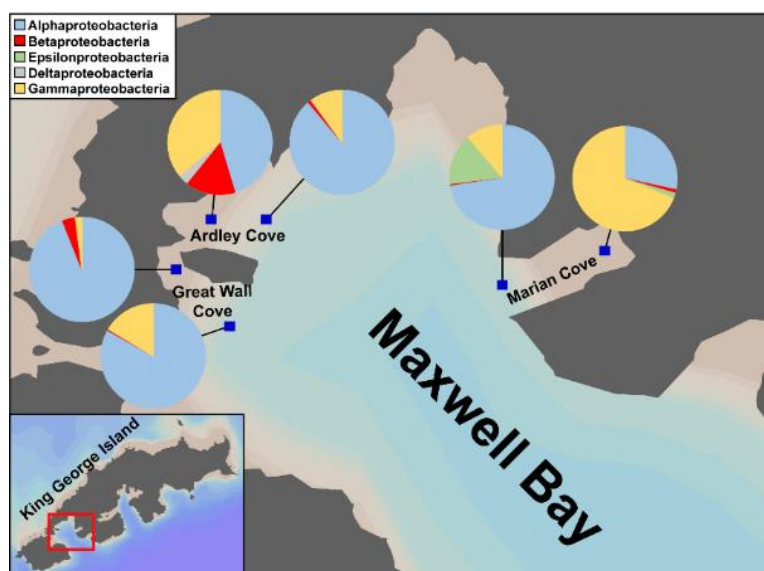 Alphaproteobacteria
Betaproteobacteria
Epsilonproteobacteria
Deltaproteobacteria
Gammaproteobacteria
Ardley Cove
Great Wall
Cove
Marian Cove
Maxwell Bay
King George Island